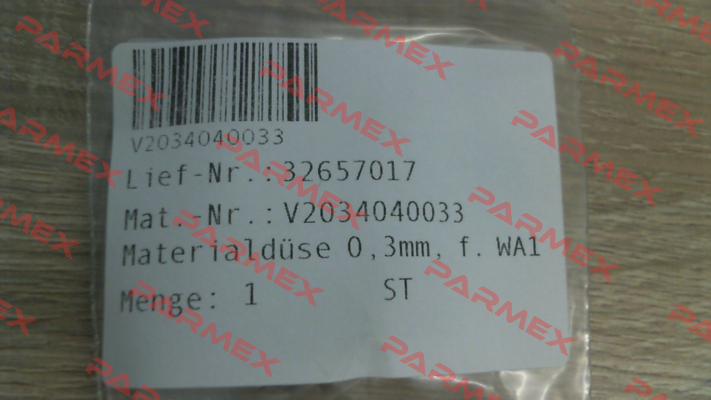 V2034040033
Lief-Nr.:32657017
Mat.-Nr.:V2034040033
Materialdüse 0,3mm, f. WA1
Menge: 1 ST
PARMEX